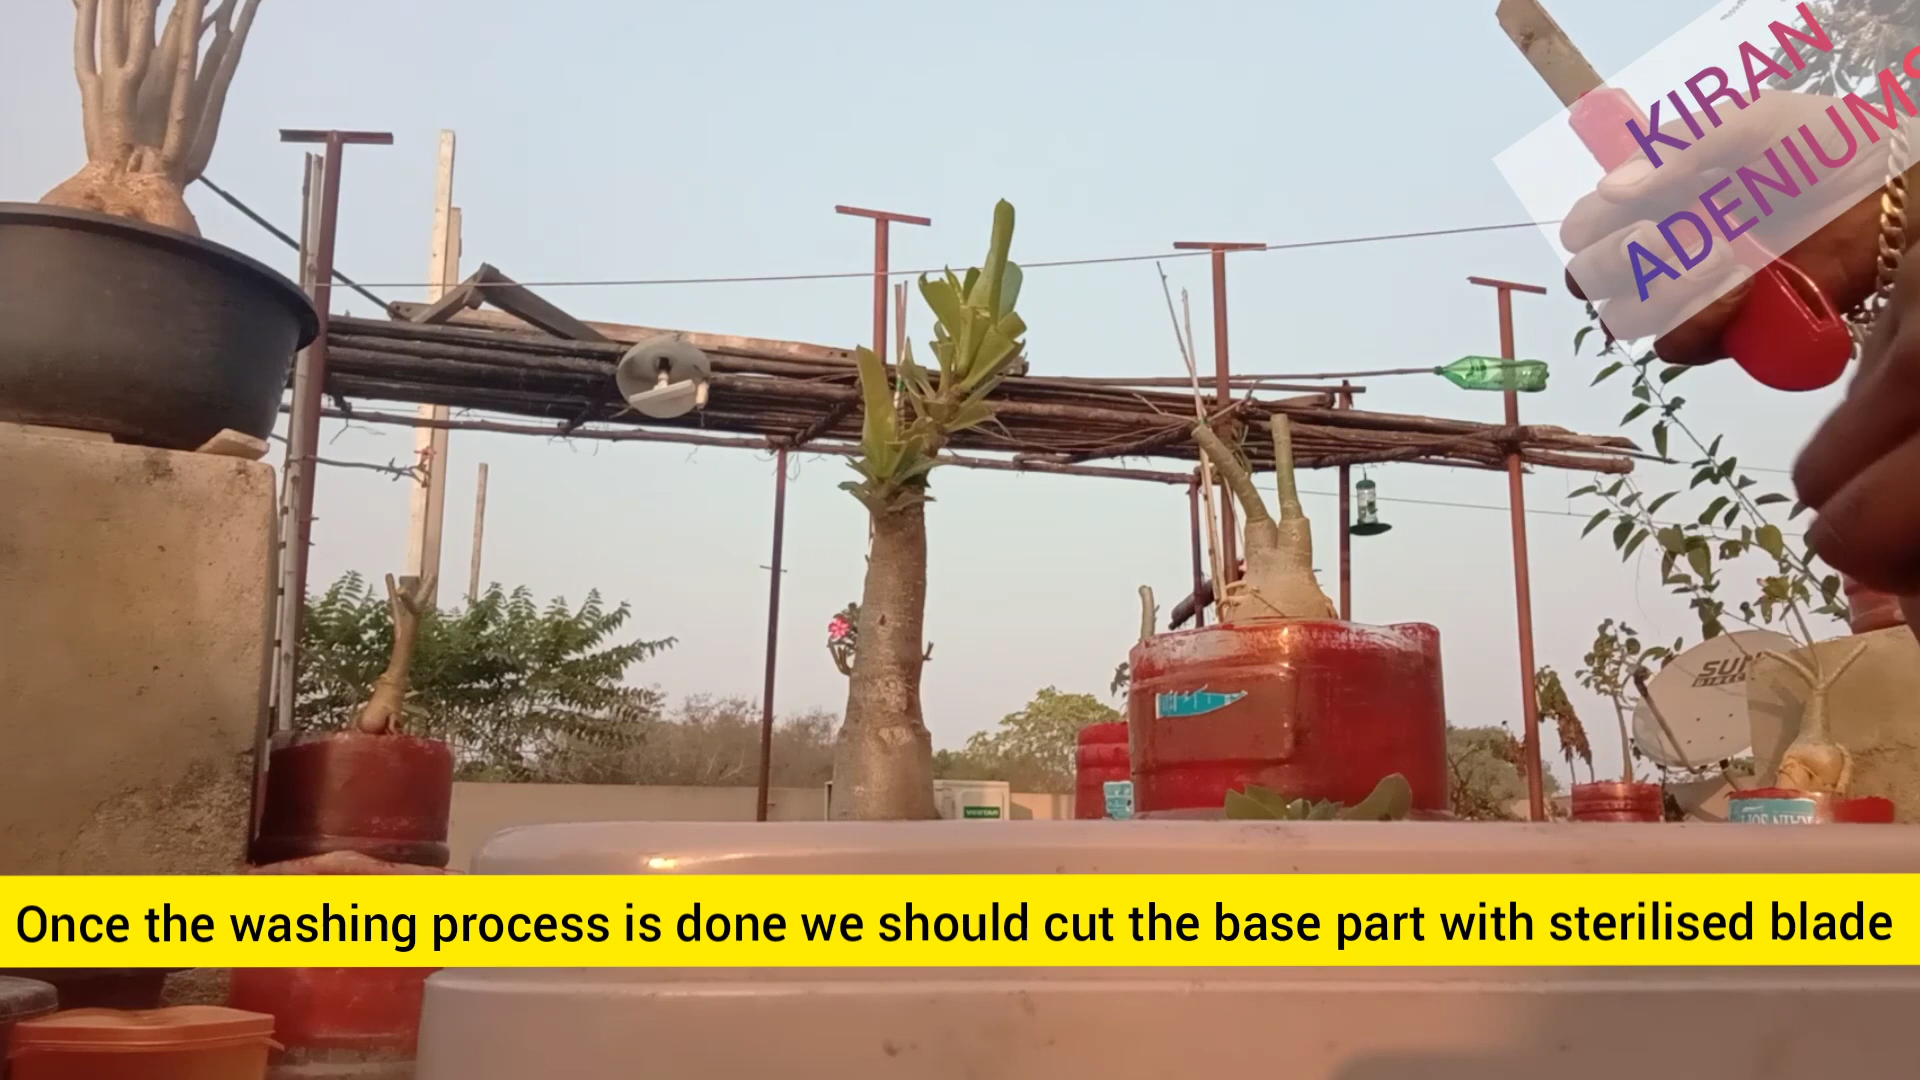 KIRAN
ADENIUMS
SUN
Once the washing process is done we should cut the base part with sterilised blade